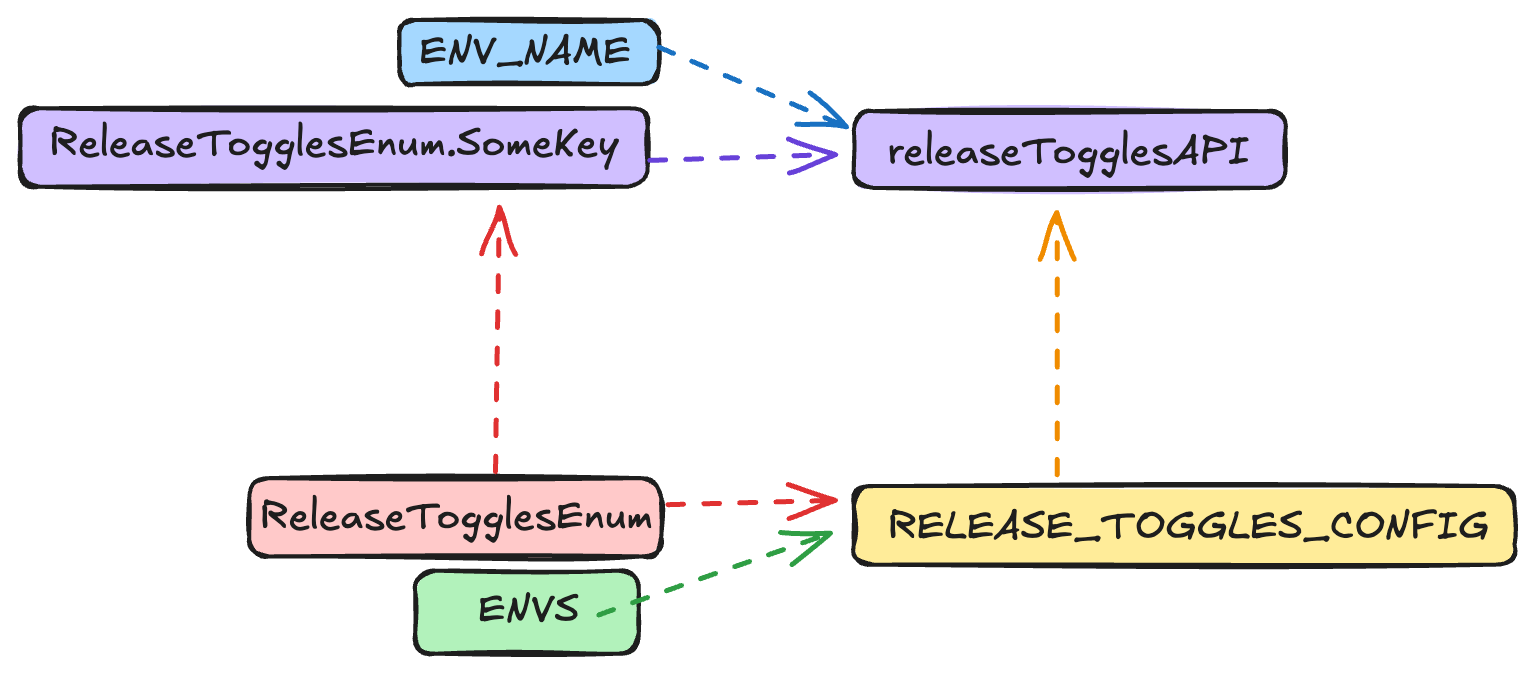 ENV_NAME
ReleaseTogglesEnum.SomeKey
releaseTogglesAPI
ReleaseTogglesEnum
RELEASE_TOGGLES_CONFIG
ENVS